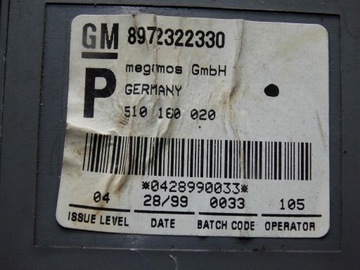 GM 8972322330
P megamos GmbH
GERMANY
510 160 020
*0428990033*
04 28/99 0033 105
ISSUE LEVEL DATE BATCH CODE OPERATOR